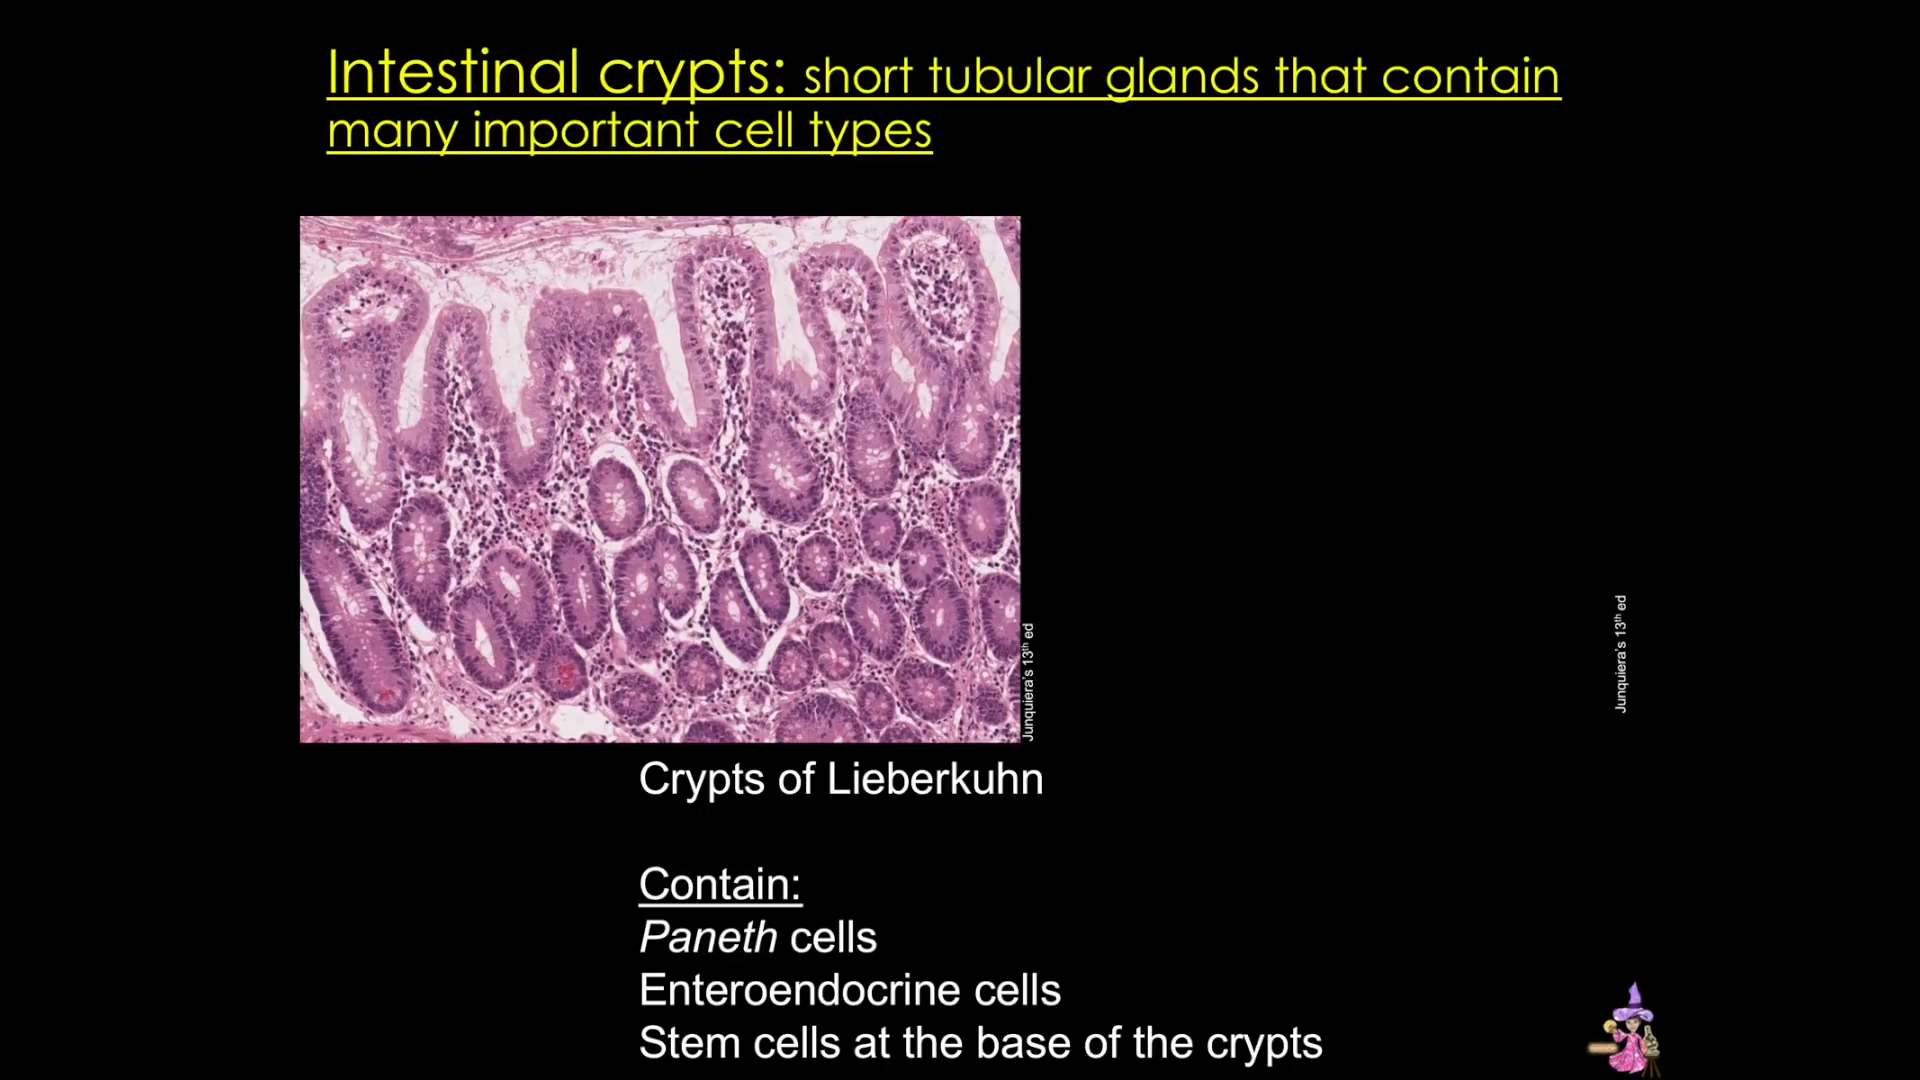 Intestinal crypts: short tubular glands that contain
many important cell types
Junquiera's 13th ed
Junquiera's 13th ed
Crypts of Lieberkuhn
Contain:
Paneth cells
Enteroendocrine cells
Stem cells at the base of the crypts